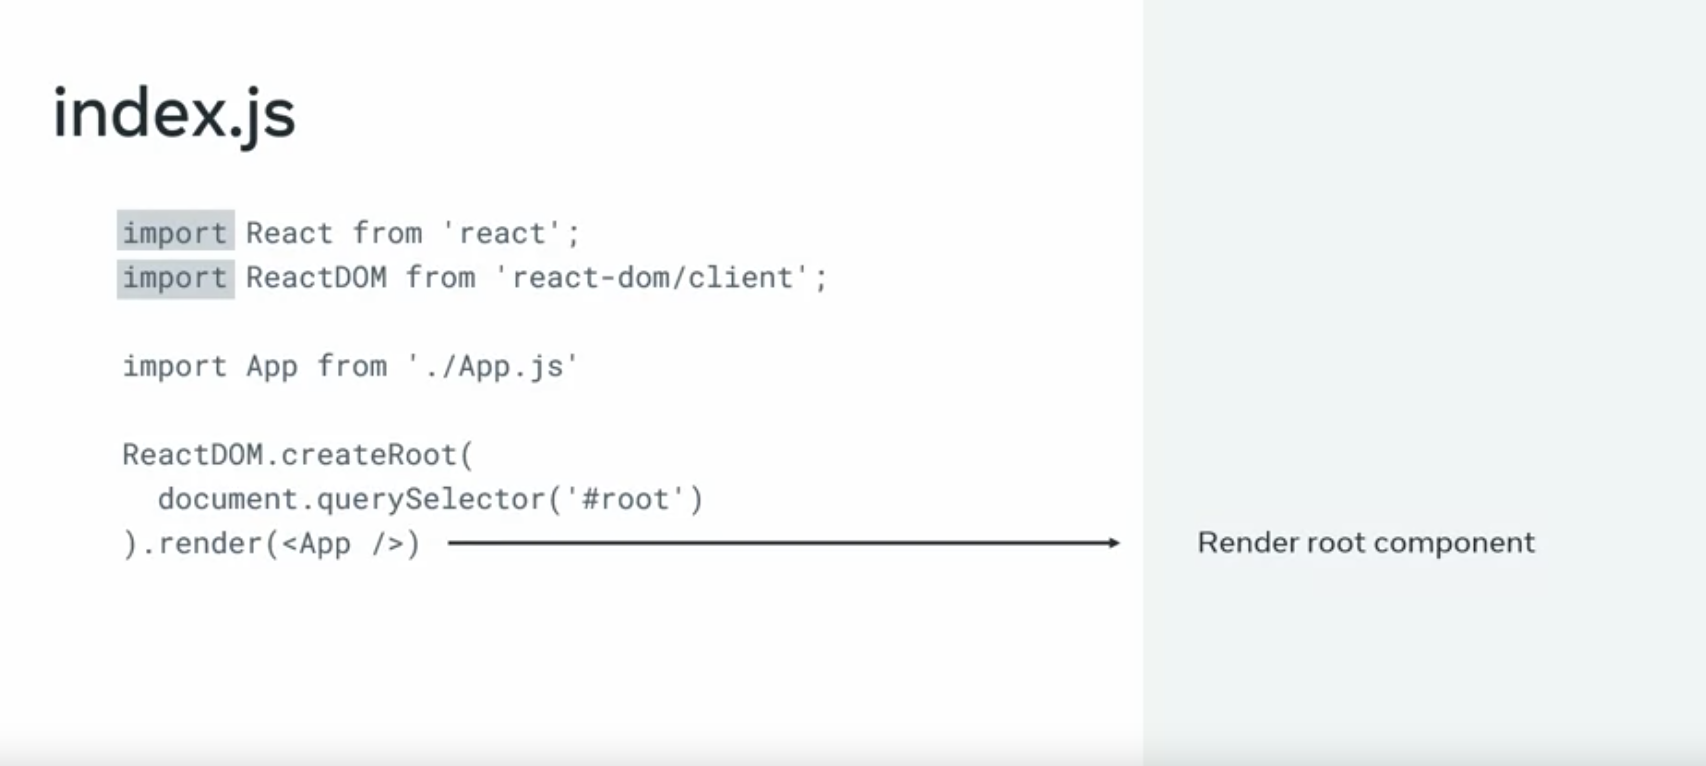 index.js
import React from 'react';
import ReactDOM from 'react-dom/client';
import App from './App.js'
ReactDOM.createRoot(
  document.querySelector('#root')
).render(<App />)
Render root component